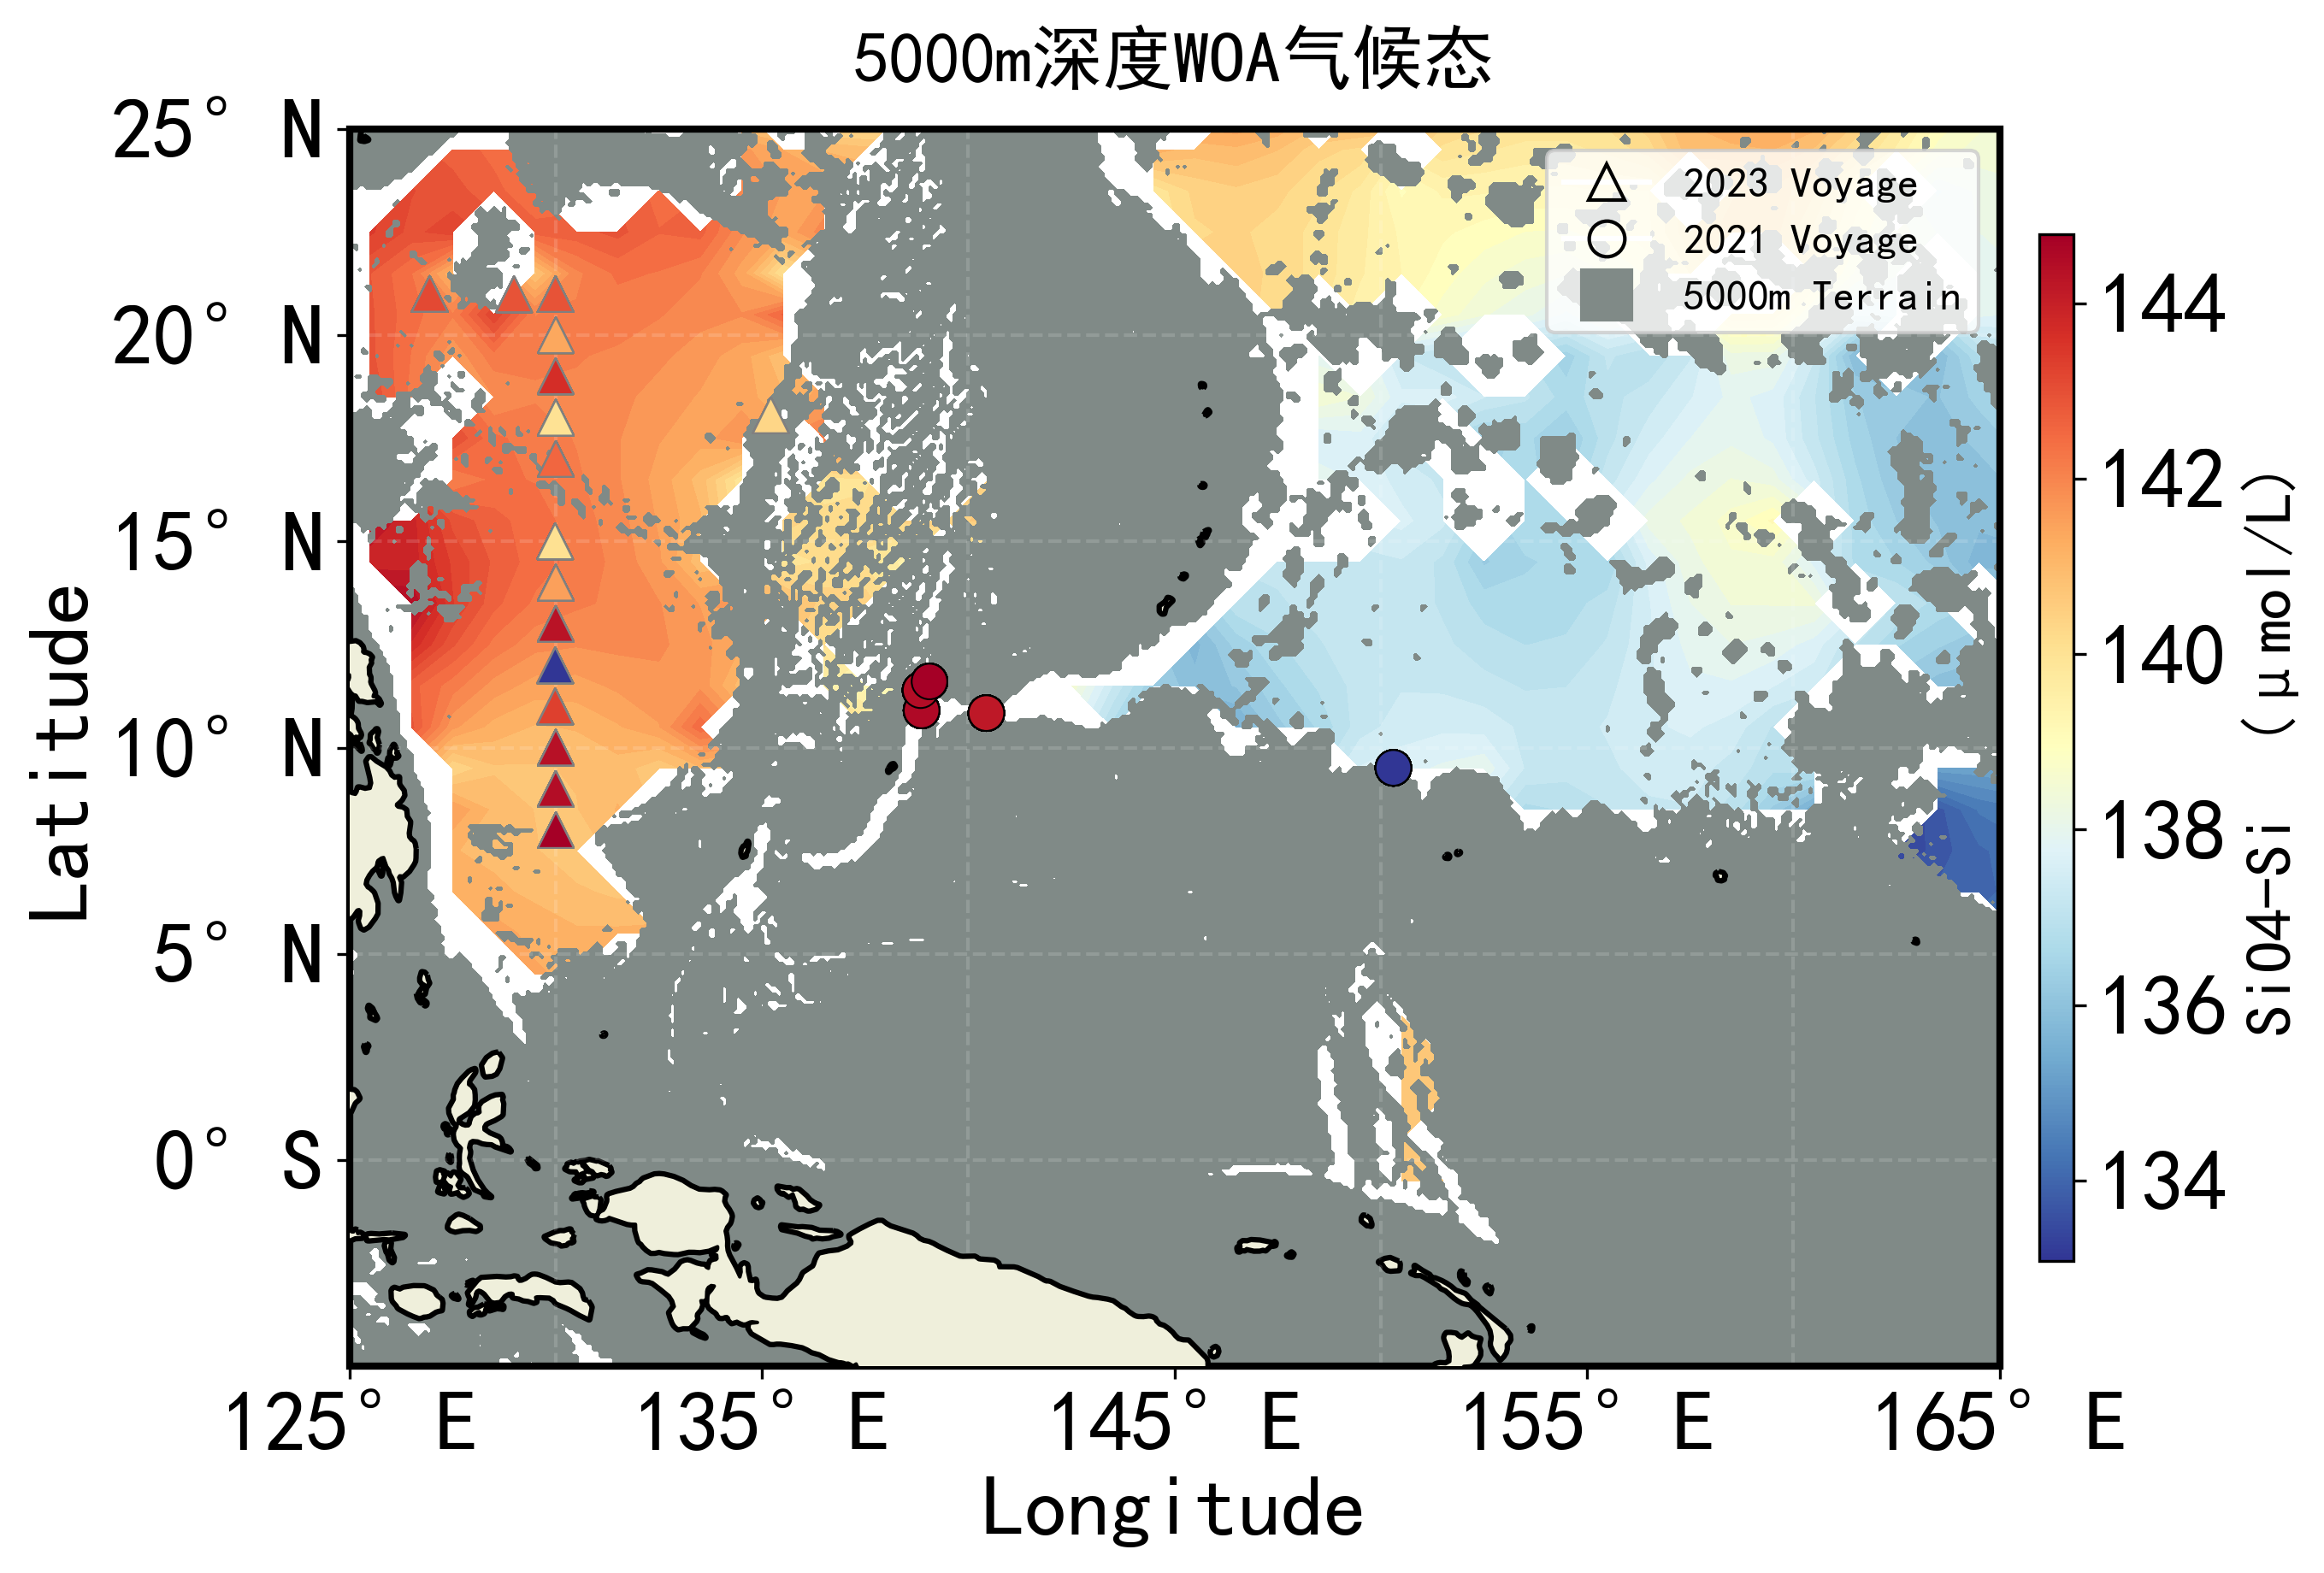 5000m深度WOA气候态
25° N
20° N
15° N
10° N
5° N
0° S
Latitude
125° E
135° E
145° E
155° E
165° E
Longitude
2023 Voyage
2021 Voyage
5000m Terrain
144
142
140
138
136
134
SiO4-Si (μmol/L)